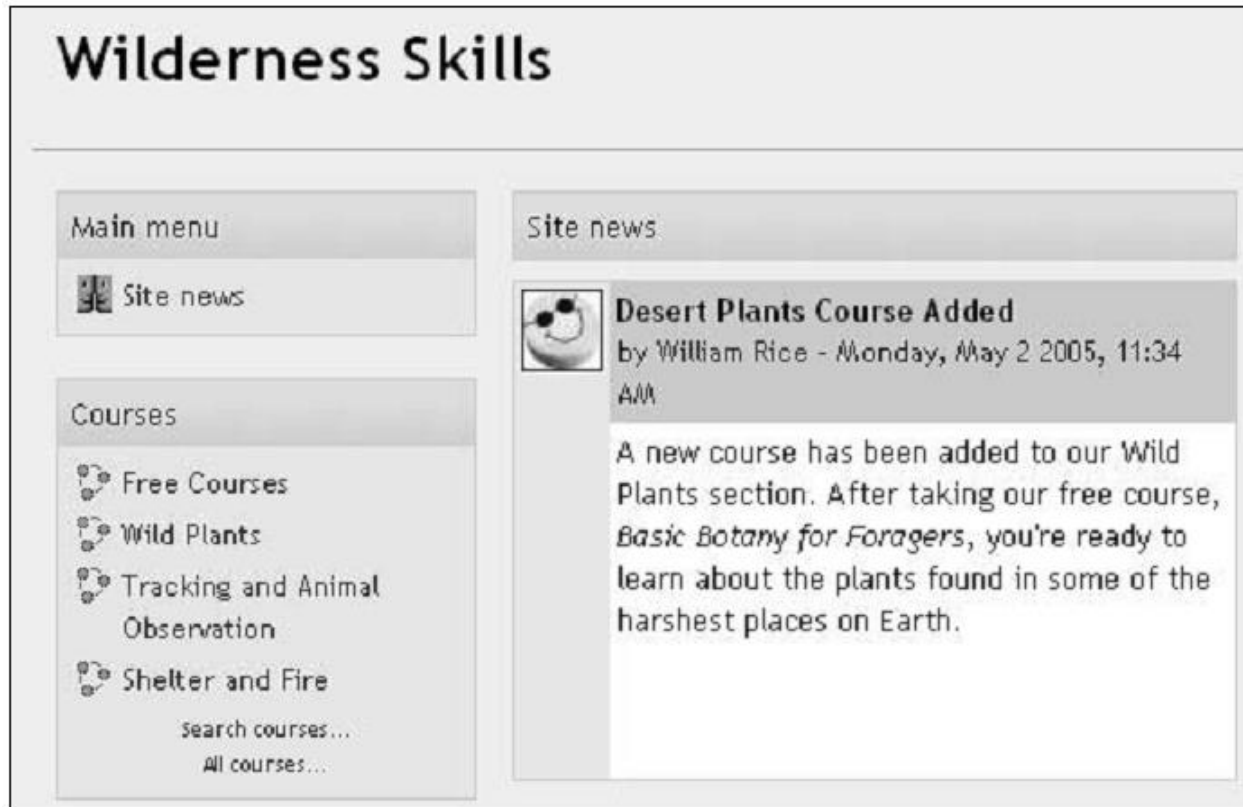 Wilderness Skills
Main menu
Site news
Courses
Free Courses
Wild Plants
Tracking and Animal
Observation
Shelter and Fire
Search courses...
All courses...
Site news
Desert Plants Course Added
by William Rice - Monday, May 2 2005, 11:34
AM
A new course has been added to our Wild
Plants section. After taking our free course,
Basic Botany for Foragers, you're ready to
learn about the plants found in some of the
harshest places on Earth.